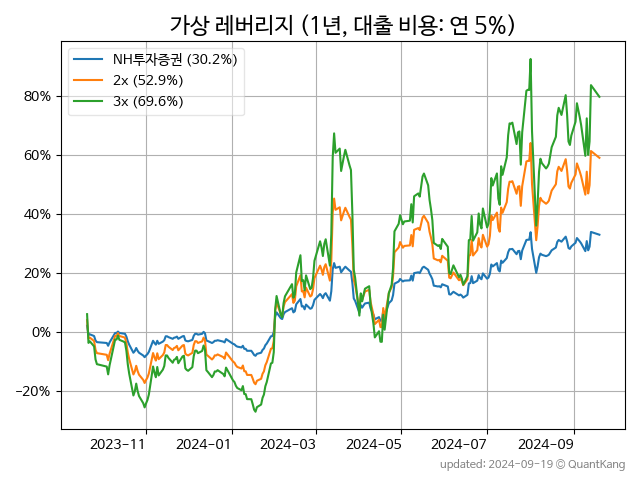 가상 레버리지 (1년, 대출 비용: 연 5%)
NH투자증권 (30.2%)
2x (52.9%)
3x (69.6%)
80%
60%
40%
20%
0%
−20%
2023-11
2024-01
2024-03
2024-05
2024-07
2024-09
updated: 2024-09-19 © QuantKang